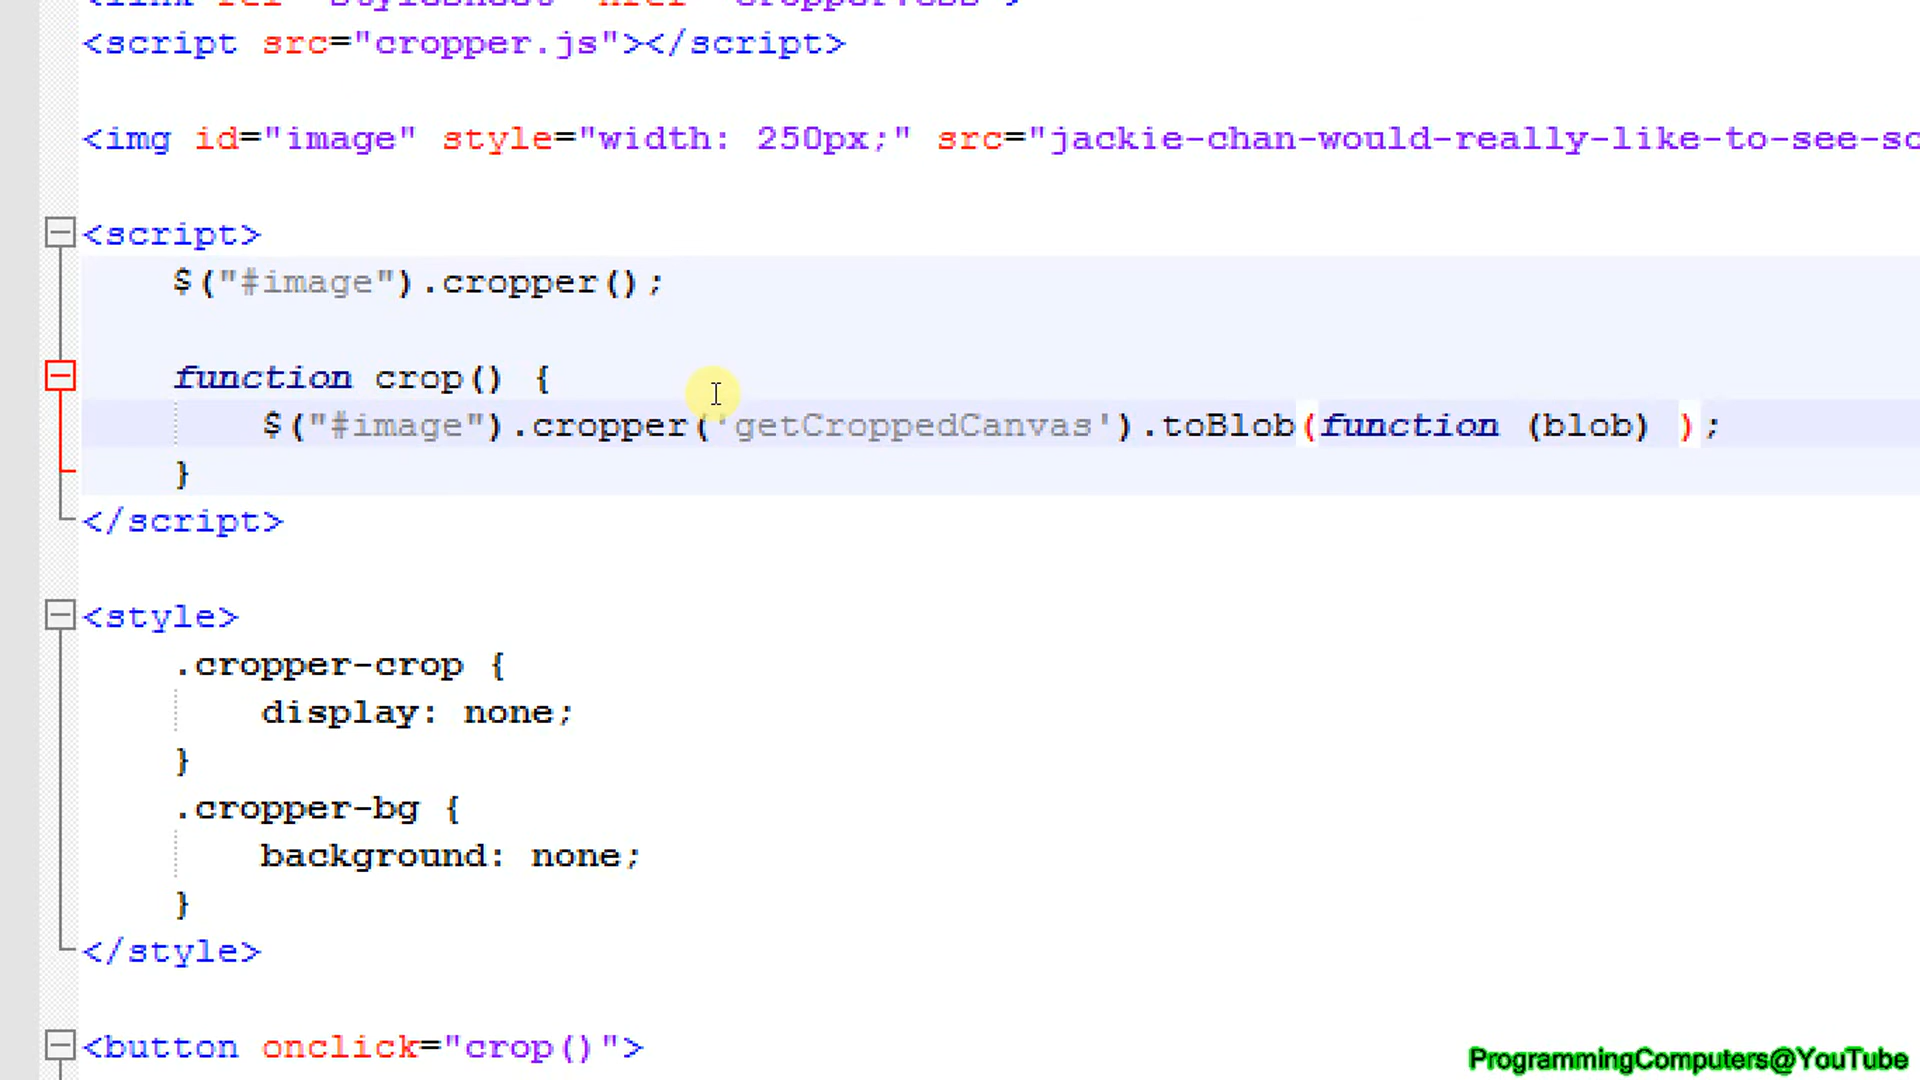 <script src="cropper.js"></script>
<img id="image" style="width: 250px;" src="jackie-chan-would-really-like-to-see-so
<script>
$("#image").cropper();
function crop() {
$("#image").cropper('getCroppedCanvas').toBlob(function (blob) );
}
</script>
<style>
.cropper-crop {
display: none;
}
.cropper-bg {
background: none;
}
</style>
<button onclick="crop()">
ProgrammingComputers@YouTube